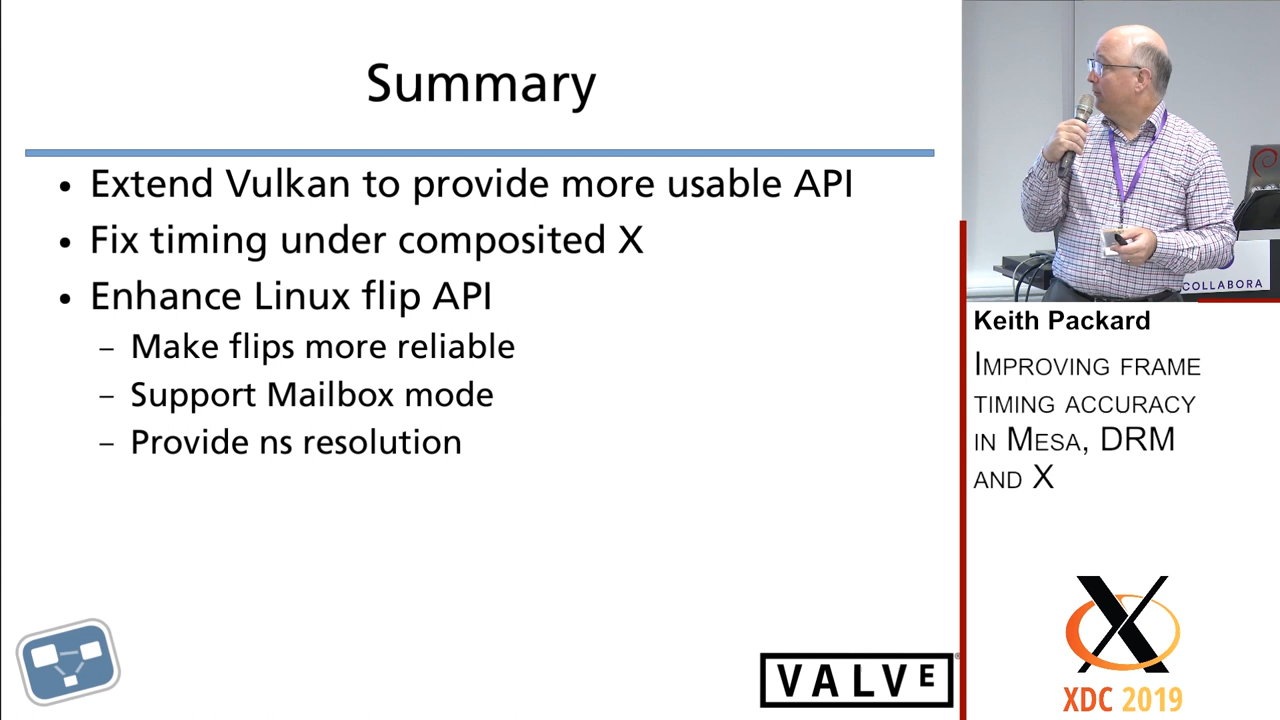 Summary
• Extend Vulkan to provide more usable API
• Fix timing under composited X
• Enhance Linux flip API
– Make flips more reliable
– Support Mailbox mode
– Provide ns resolution
VALVE®
COLLABORA
Keith Packard
Improving frame
timing accuracy
in Mesa, DRM
and X
XDC 2019